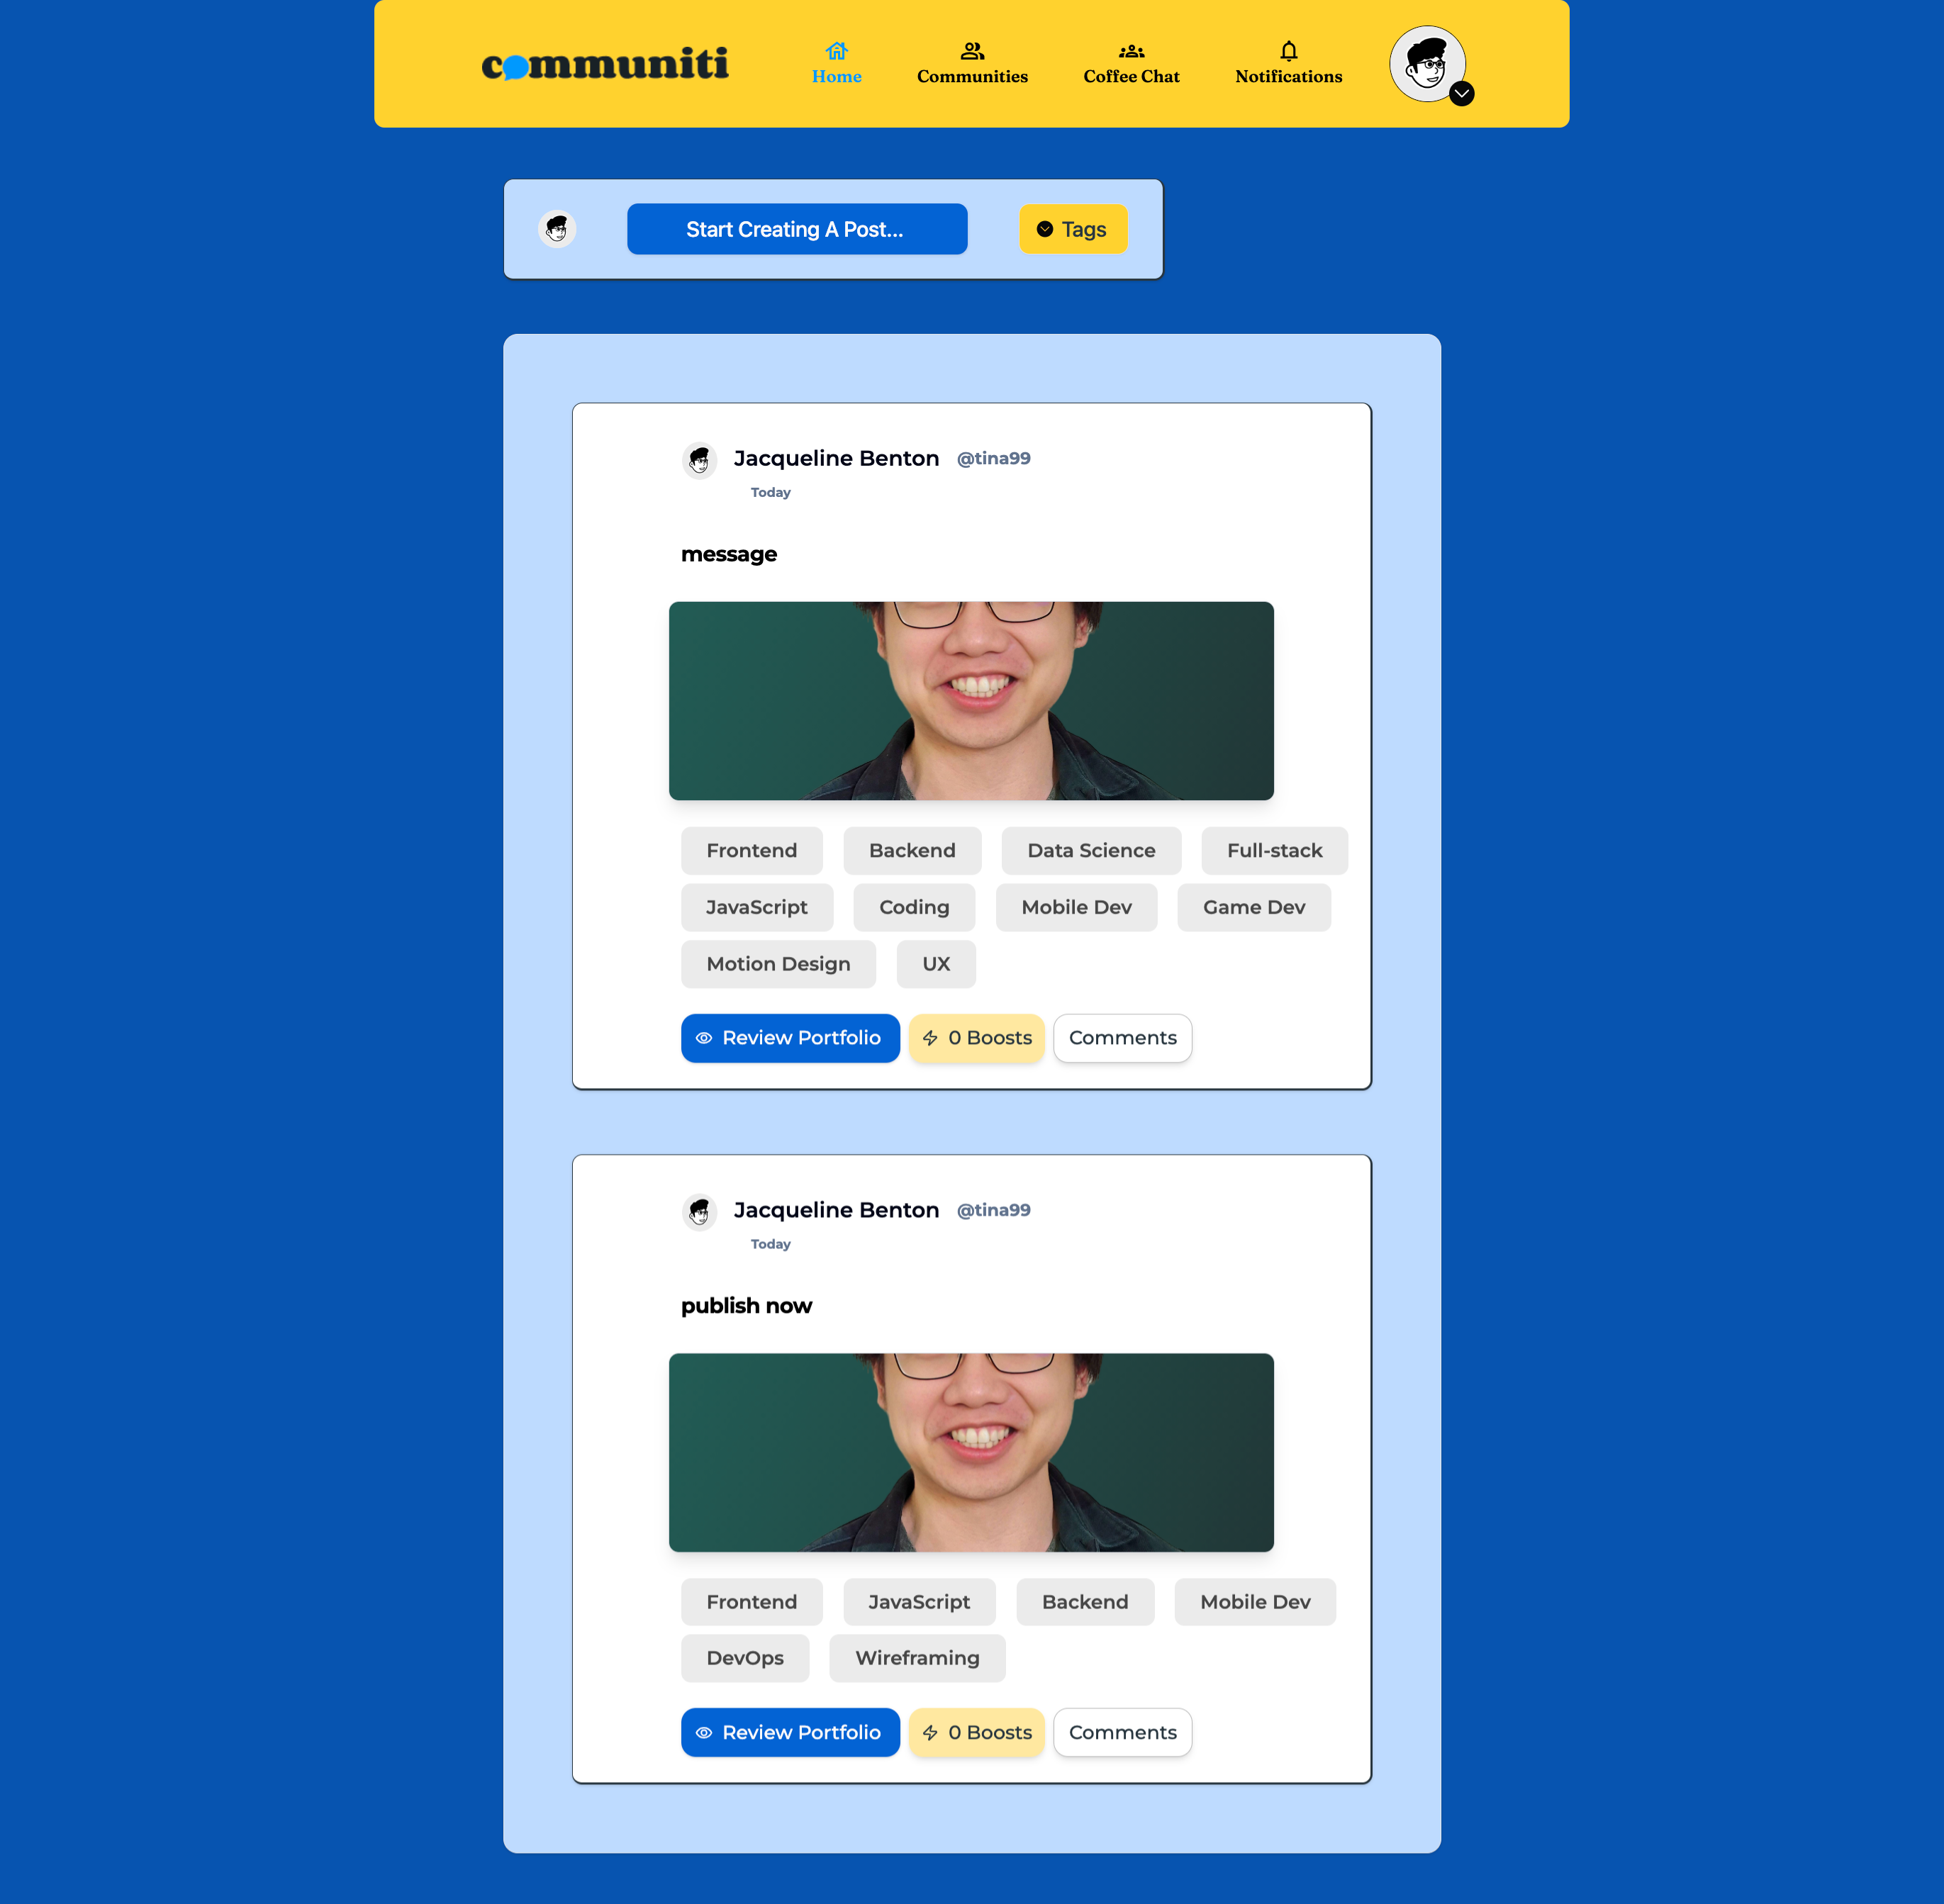 communiti
Home Communities Coffee Chat Notifications
Start Creating A Post... Tags
Jacqueline Benton @tina99
Today
message
Frontend Backend Data Science Full-stack
JavaScript Coding Mobile Dev Game Dev
Motion Design UX
Review Portfolio 0 Boosts Comments
Jacqueline Benton @tina99
Today
publish now
Frontend JavaScript Backend Mobile Dev
DevOps Wireframing
Review Portfolio 0 Boosts Comments